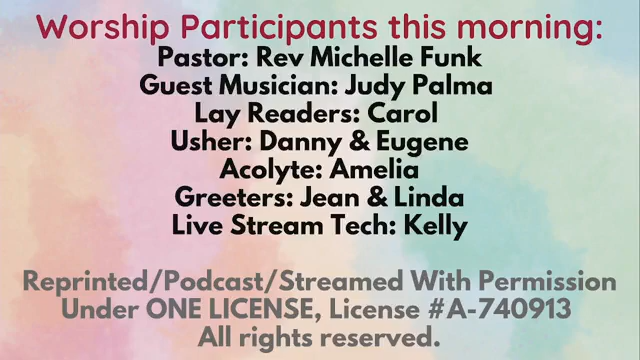 Worship Participants this morning:
Pastor: Rev Michelle Funk
Guest Musician: Judy Palma
Lay Readers: Carol
Usher: Danny & Eugene
Acolyte: Amelia
Greeters: Jean & Linda
Live Stream Tech: Kelly
Reprinted/Podcast/Streamed With Permission
Under ONE LICENSE, License #A-740913
All rights reserved.